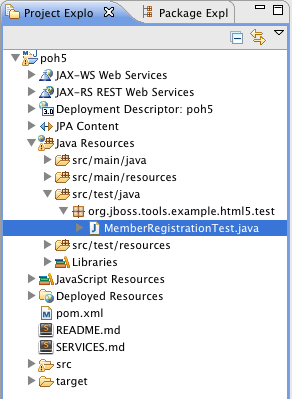 Project Explo Package Expl
poh5
JAX-WS Web Services
JAX-RS REST Web Services
Deployment Descriptor: poh5
JPA Content
Java Resources
src/main/java
src/main/resources
src/test/java
org.jboss.tools.example.html5.test
MemberRegistrationTest.java
src/test/resources
Libraries
JavaScript Resources
Deployed Resources
pom.xml
README.md
SERVICES.md
src
target